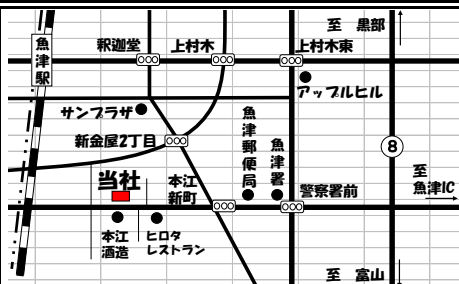 至 黒部
魚津駅
釈迦堂
上村木
上村木東
アップルヒル
サンプラザ
新金屋2丁目
魚津郵便局
魚津署
8
至
魚津IC
当社
本江
新町
警察署前
本江
酒造
ヒロタ
レストラン
至 富山